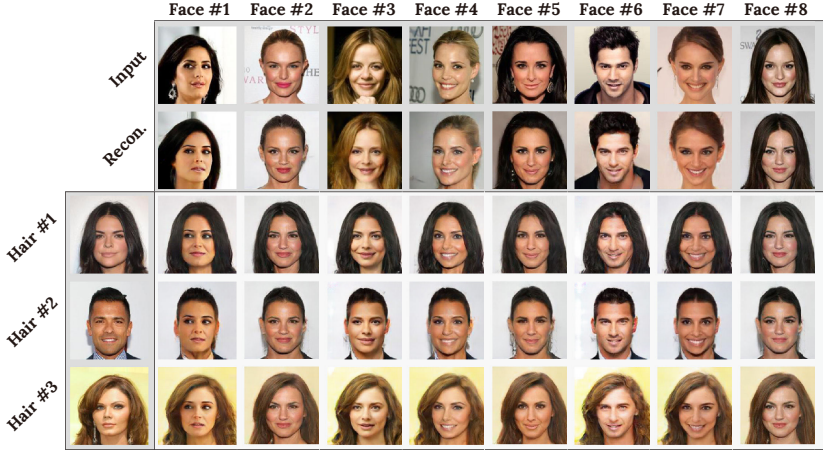 Face #1 Face #2 Face #3 Face #4 Face #5 Face #6 Face #7 Face #8
Input
Recon.
Hair #1
Hair #2
Hair #3